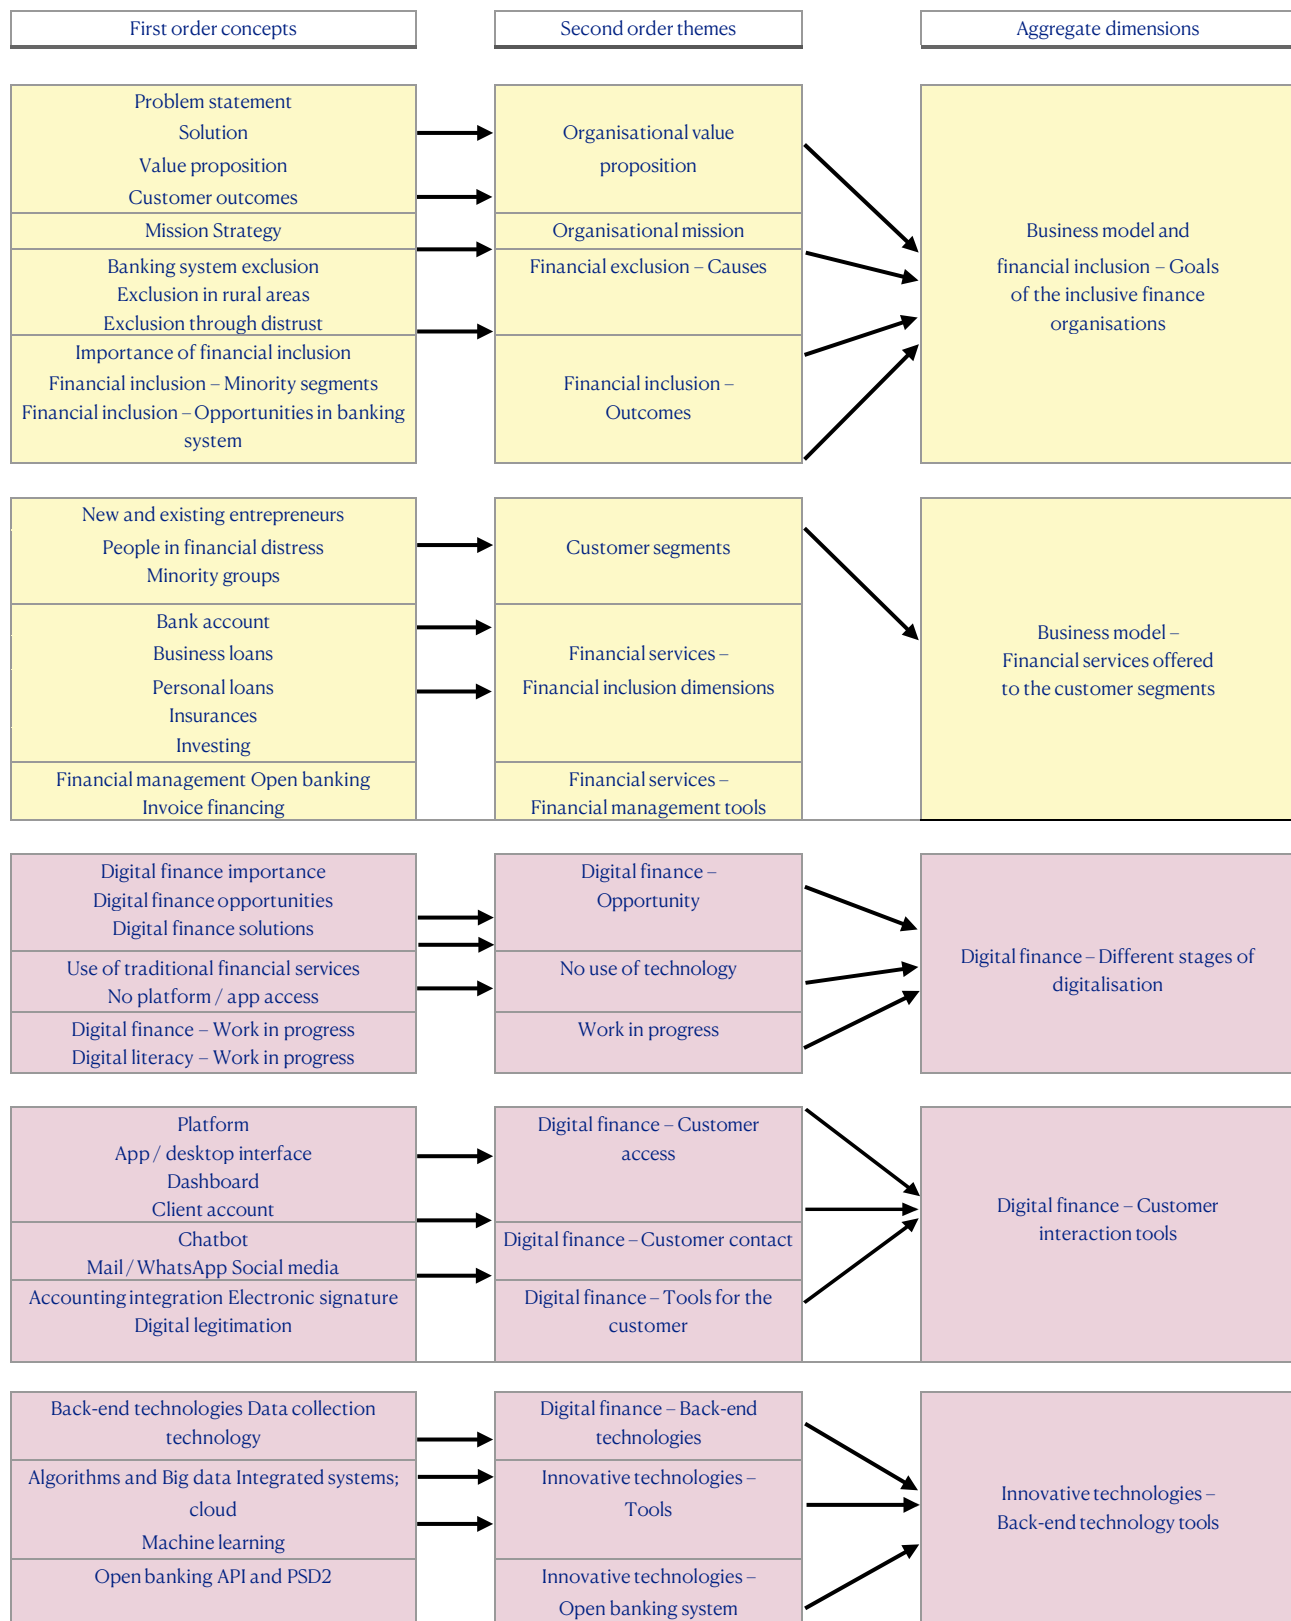 First order concepts
Second order themes
Aggregate dimensions
Problem statement
Solution
Value proposition
Customer outcomes
Organisational value
proposition
Mission Strategy
Organisational mission
Banking system exclusion
Exclusion in rural areas
Exclusion through distrust
Financial exclusion – Causes
Importance of financial inclusion
Financial inclusion – Minority segments
Financial inclusion – Opportunities in banking
system
Financial inclusion –
Outcomes
Business model and
financial inclusion – Goals
of the inclusive finance
organisations
New and existing entrepreneurs
People in financial distress
Minority groups
Customer segments
Bank account
Business loans
Personal loans
Insurances
Investing
Financial services –
Financial inclusion dimensions
Financial management Open banking
Invoice financing
Financial services –
Financial management tools
Business model –
Financial services offered
to the customer segments
Digital finance importance
Digital finance opportunities
Digital finance solutions
Digital finance –
Opportunity
Use of traditional financial services
No platform / app access
No use of technology
Digital finance – Work in progress
Digital literacy – Work in progress
Work in progress
Digital finance – Different stages of
digitalisation
Platform
App / desktop interface
Dashboard
Client account
Digital finance – Customer
access
Chatbot
Mail / WhatsApp Social media
Digital finance – Customer contact
Accounting integration Electronic signature
Digital legitimation
Digital finance – Tools for the
customer
Digital finance – Customer
interaction tools
Back-end technologies Data collection
technology
Digital finance – Back-end
technologies
Algorithms and Big data Integrated systems;
cloud
Machine learning
Innovative technologies –
Tools
Open banking API and PSD2
Innovative technologies –
Open banking system
Innovative technologies –
Back-end technology tools